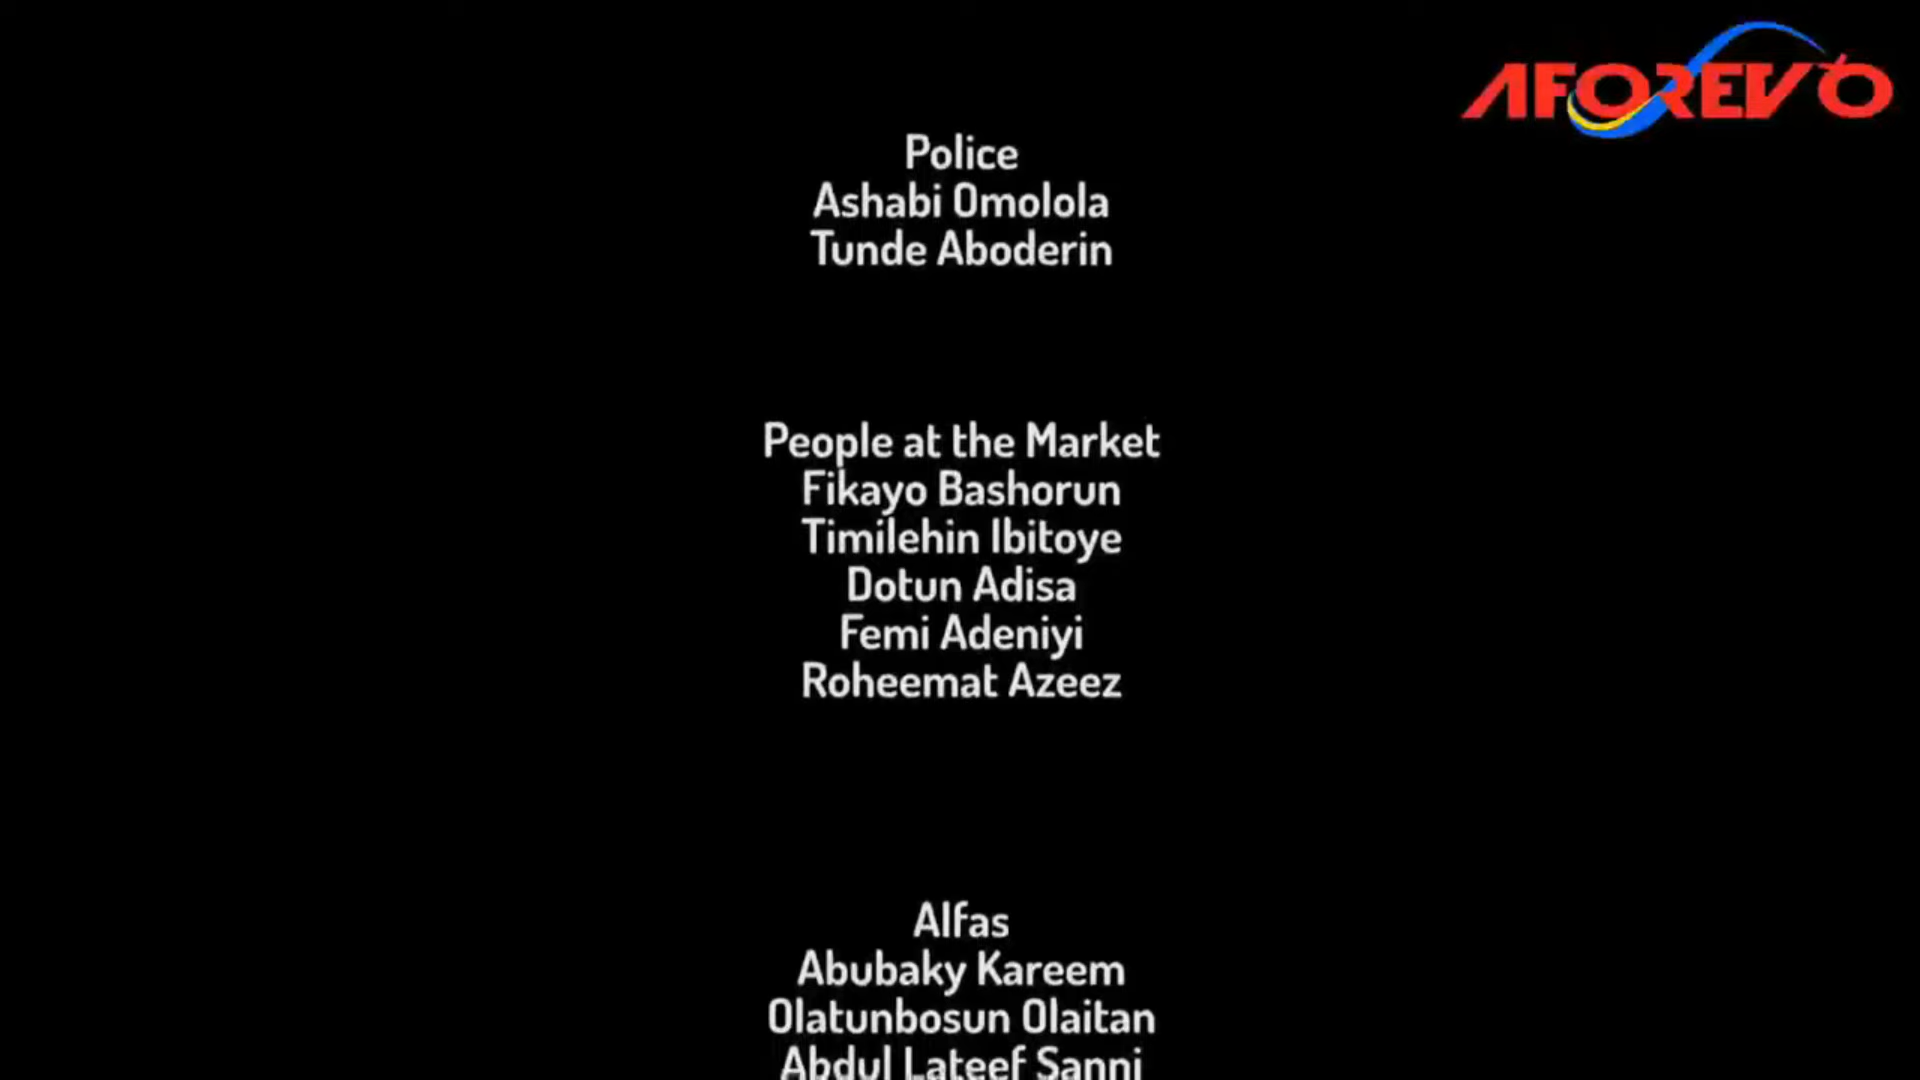 AFOREVO
Police
Ashabi Omolola
Tunde Aboderin
People at the Market
Fikayo Bashorun
Timilehin Ibitoye
Dotun Adisa
Femi Adeniyi
Roheemat Azeez
Alfas
Abubaky Kareem
Olatunbosun Olaitan
Abdul Lateef Sanni